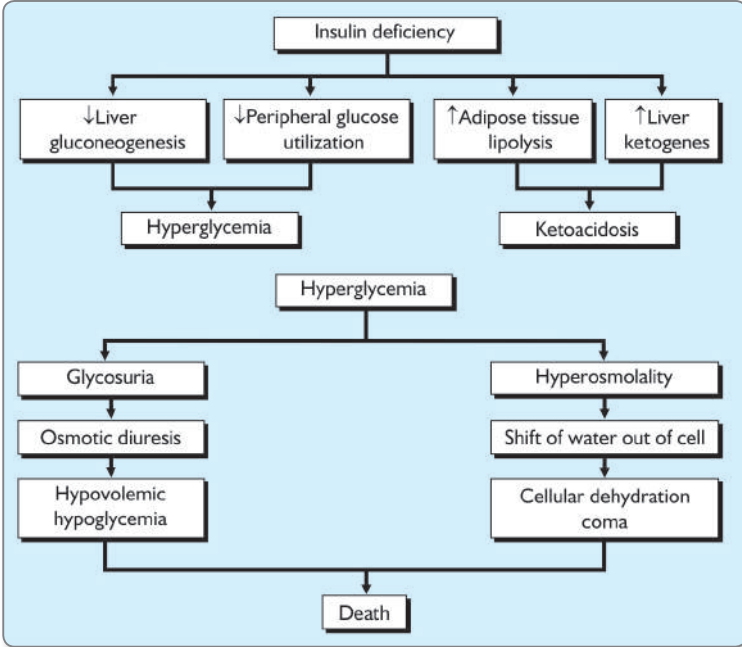 Insulin deficiency
↓Liver
gluconeogenesis
↓Peripheral glucose
utilization
↑Adipose tissue
lipolysis
↑Liver
ketogenes
Hyperglycemia
Ketoacidosis
Hyperglycemia
Glycosuria
Hyperosmolality
Osmotic diuresis
Shift of water out of cell
Hypovolemic
hypoglycemia
Cellular dehydration
coma
Death